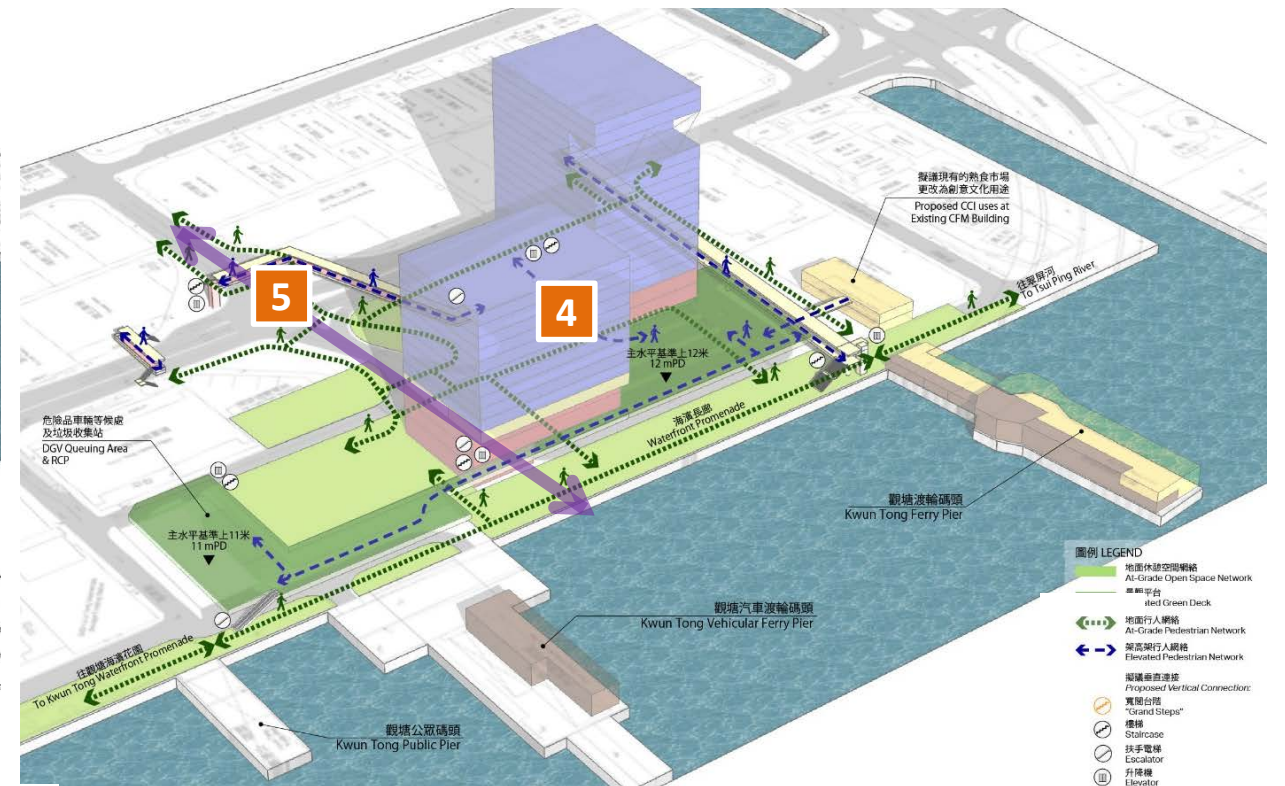 擬議現有的熟食市場
更改為創意文化用途
Proposed CCI uses at
Existing CFM Building
往翠屏河
To Tsui Ping River
5
4
主水平基準上12米
12 mPD
海濱長廊
Waterfront Promenade
危險品車輛等候處
及垃圾收集站
DGV Queuing Area
& RCP
觀塘渡輪碼頭
Kwun Tong Ferry Pier
主水平基準上11米
11 mPD
觀塘汽車渡輪碼頭
Kwun Tong Vehicular Ferry Pier
往觀塘海濱花園
To Kwun Tong Waterfront Promenade
觀塘公眾碼頭
Kwun Tong Public Pier
圖例 LEGEND
地面休憩空間網絡
At-Grade Open Space Network
平台
ted Green Deck
地面行人網絡
At-Grade Pedestrian Network
架高架行人網絡
Elevated Pedestrian Network
擬議垂直連接
Proposed Vertical Connection:
寬闊台階
"Grand Steps"
樓梯
Staircase
扶手電梯
Escalator
升降機
Elevator